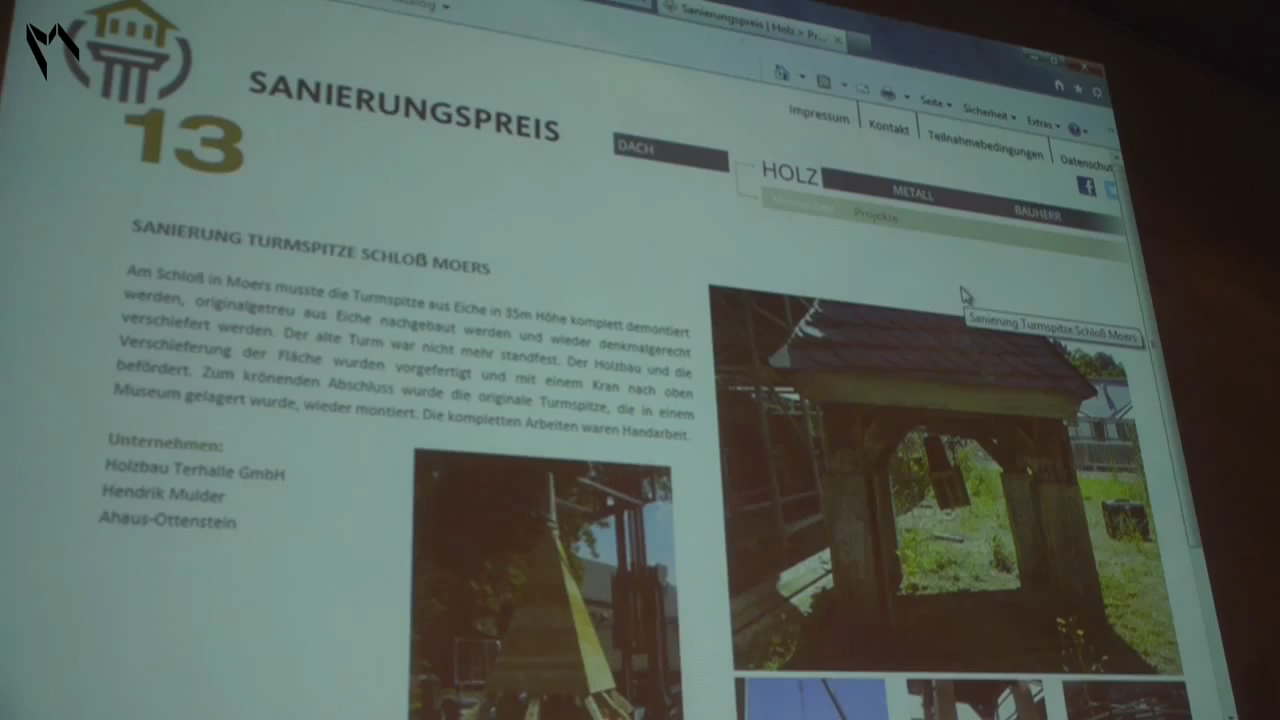 Sanierungspreis | Holz > Pr...
Seite
Sicherheit
Extras
SANIERUNGSPREIS
13
Impressum
Kontakt
Teilnahmebedingungen
Datenschut
DACH
HOLZ
METALL
BAUHERR
Projekte
SANIERUNG TURMSPITZE SCHLOß MOERS
Am Schloß in Moers musste die Turmspitze aus Eiche in 35m Höhe komplett demontiert
werden, originalgetreu aus Eiche nachgebaut werden und wieder denkmalgerecht
verschiefert werden. Der alte Turm war nicht mehr standfest. Der Holzbau und die
Verschieferung der Fläche wurden vorgefertigt und mit einem Kran nach oben
befördert. Zum krönenden Abschluss wurde die originale Turmspitze, die in einem
Museum gelagert wurde, wieder montiert. Die kompletten Arbeiten waren Handarbeit.
Sanierung Turmspitze Schloß Moers
Unternehmen:
Holzbau Terhalle GmbH
Hendrik Mulder
Ahaus-Ottenstein